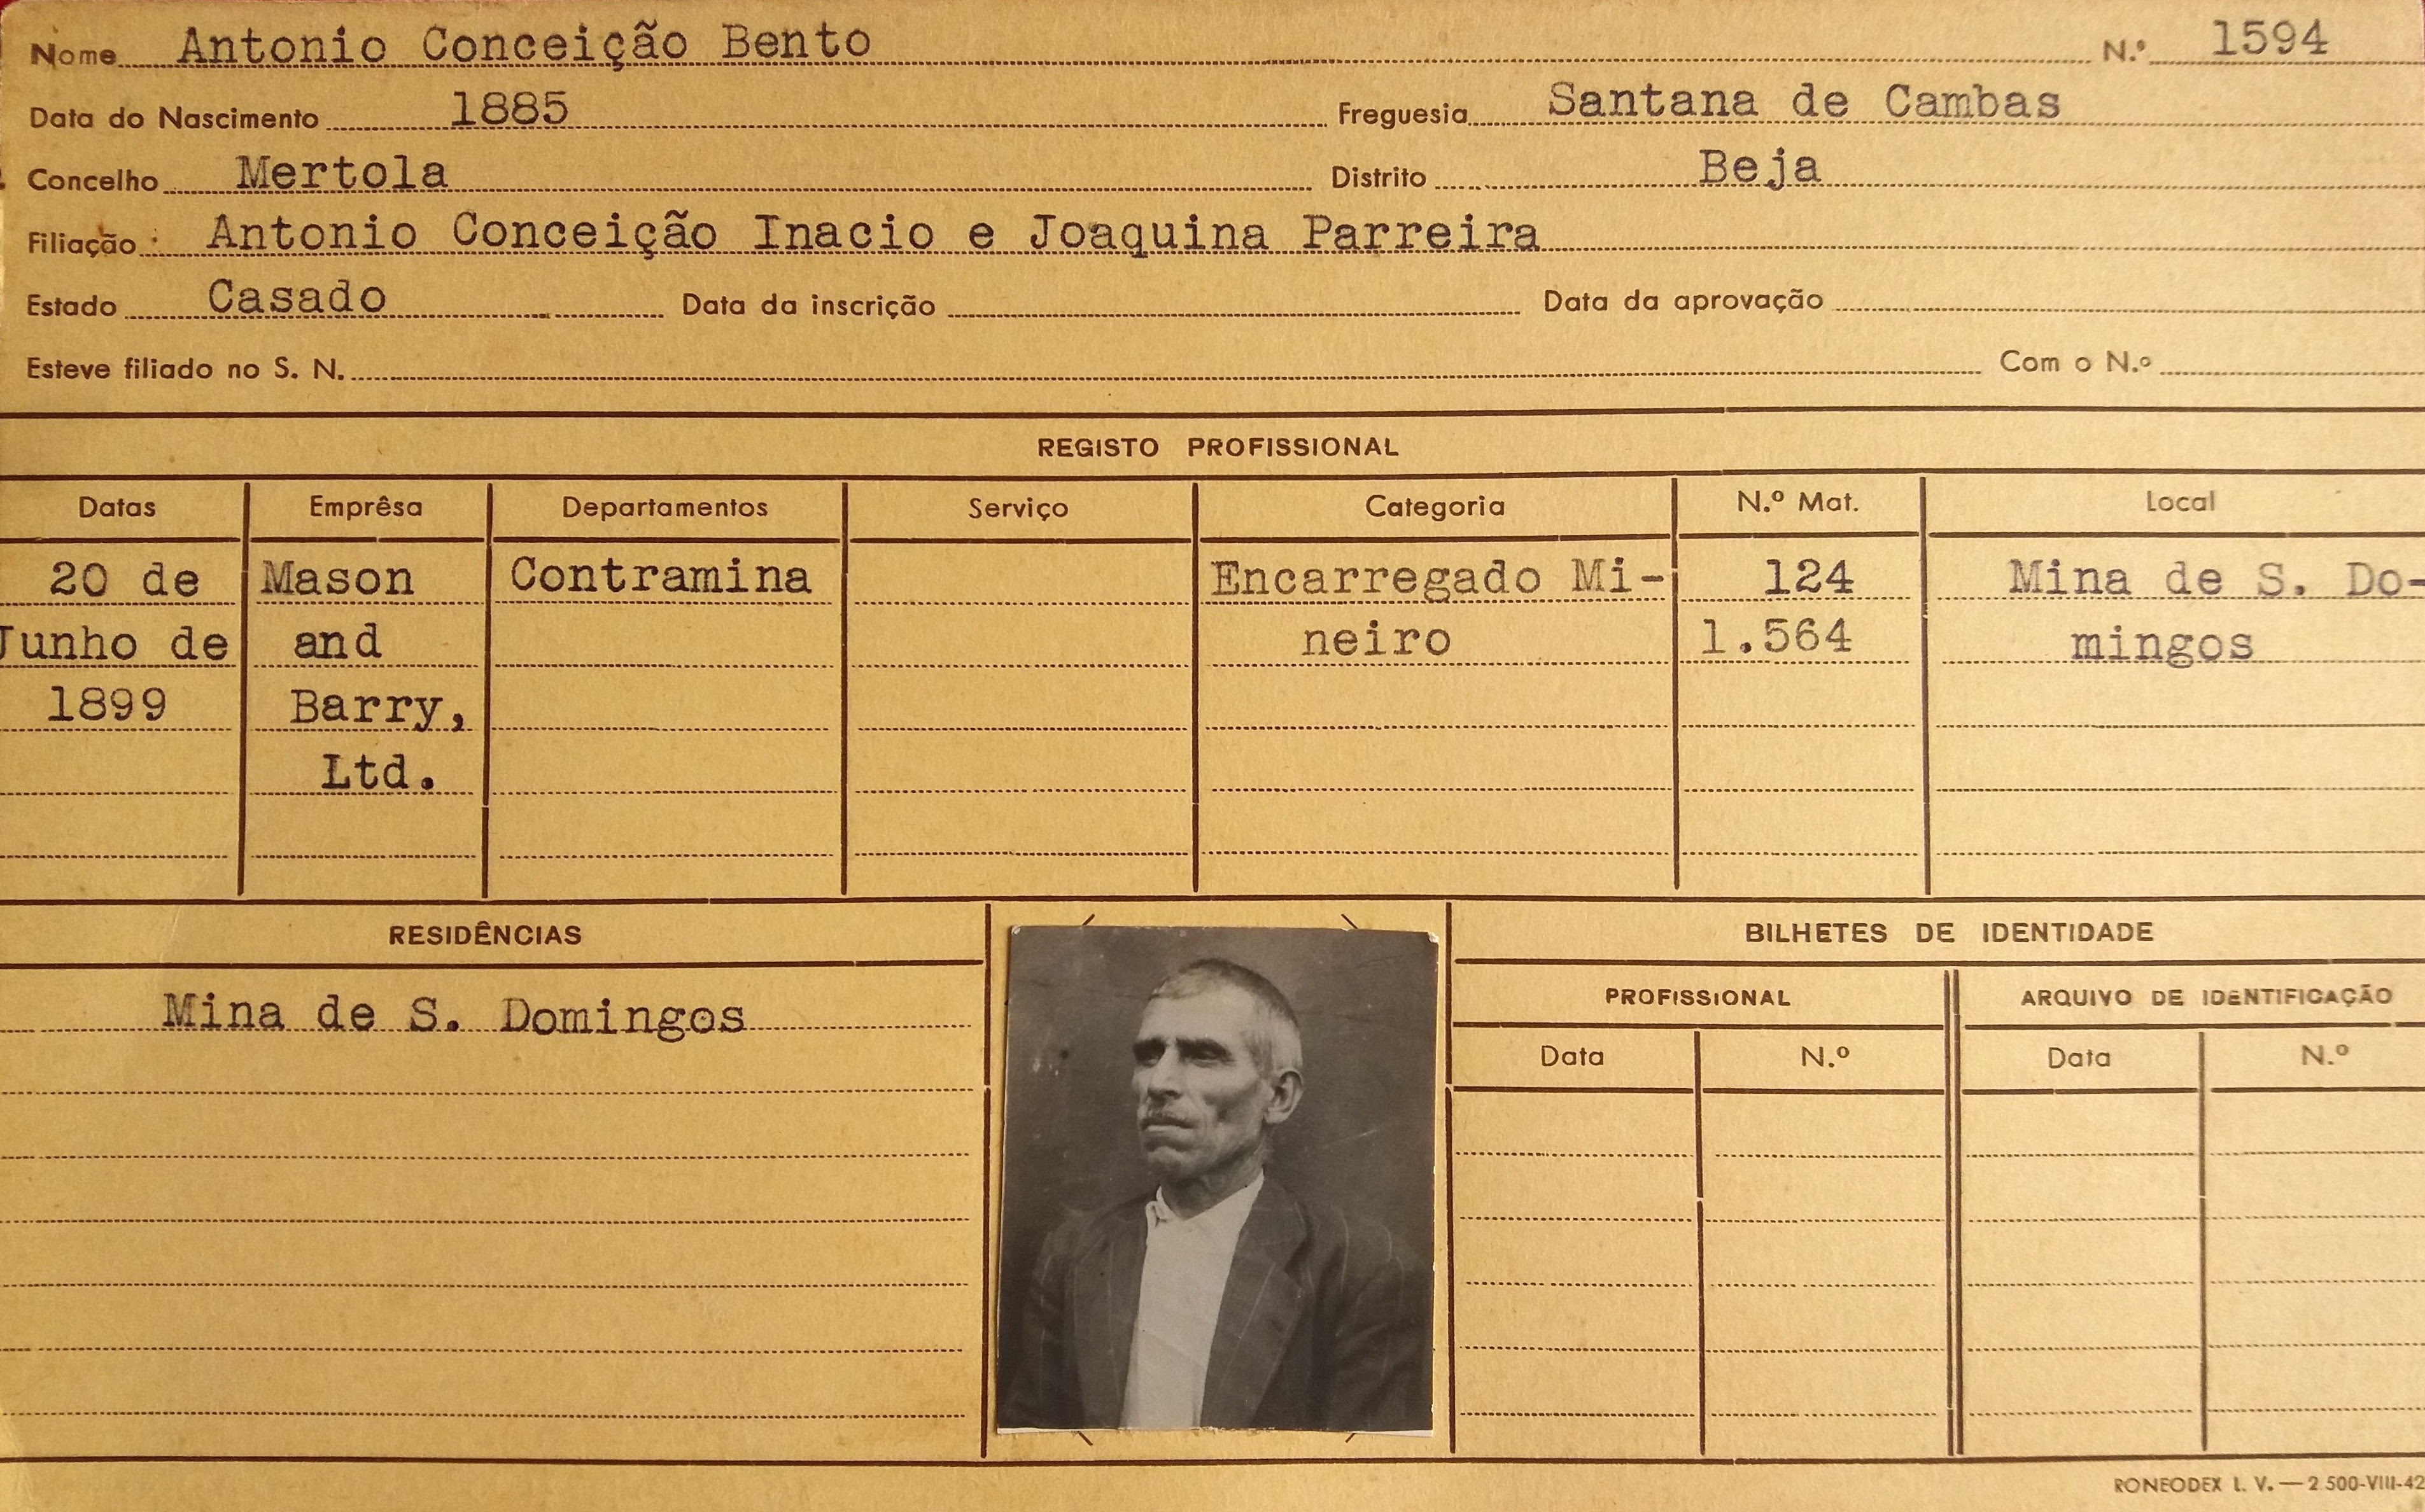 Nome Antonio Conceição Bento N.º 1594
Data do Nascimento 1885 Freguesia Santana de Cambas
Concelho Mertola Distrito Beja
Filiação Antonio Conceição Inacio e Joaquina Parreira
Estado Casado Data da inscrição Data da aprovação
Esteve filiado no S. N. Com o N.º
REGISTO PROFISSIONAL
Datas Emprêsa Departamentos Serviço Categoria N.º Mat. Local
20 de Mason Contramina Encarregado Mi- 124 Mina de S. Do-
Junho de and neiro 1.564 mingos
1899 Barry,
Ltd.
RESIDÊNCIAS BILHETES DE IDENTIDADE
PROFISSIONAL ARQUIVO DE IDENTIFICAÇÃO
Mina de S. Domingos
Data N.º Data N.º
RONEODEX L. V. — 2.500-VIII-42